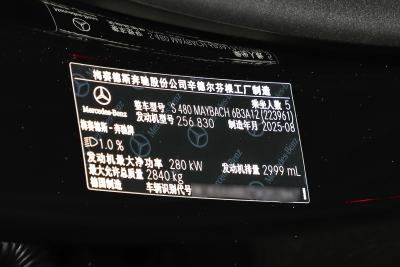 梅赛德斯奔驰股份公司辛德尔芬根工厂制造
Mercedes-Benz
整车型号 S 480 MAYBACH 6B3A12 (223961) 乘坐人数 5
梅赛德斯-奔驰牌 发动机型号 256.830 制造年月 2025-08
1.0 %
发动机最大净功率 280 kW 发动机排量 2999 mL
最大允许总质量 2840 kg
德国制造 车辆识别代号